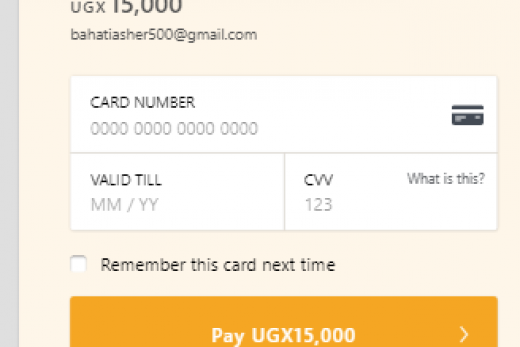 UGX 15,000
bahatiasher500@gmail.com
CARD NUMBER
0000 0000 0000 0000
VALID TILL
MM / YY
CVV
What is this?
123
Remember this card next time
Pay UGX15,000